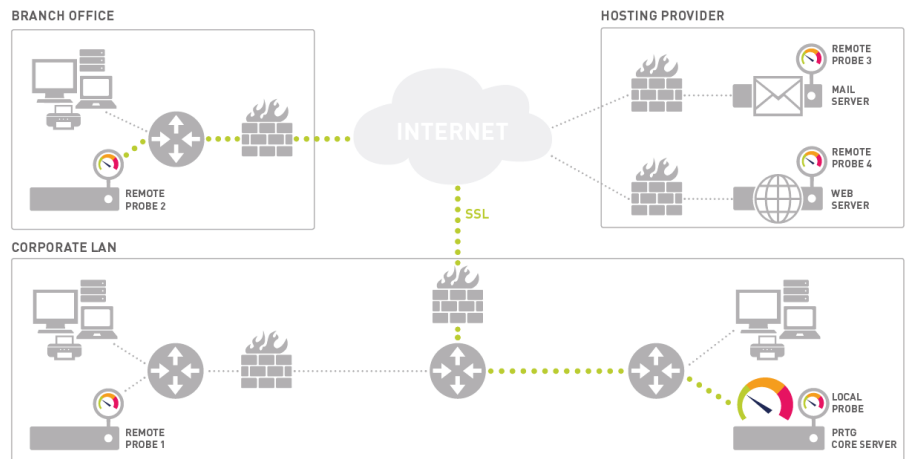 BRANCH OFFICE
REMOTE
PROBE 2
INTERNET
HOSTING PROVIDER
REMOTE
PROBE 3
MAIL
SERVER
REMOTE
PROBE 4
WEB
SERVER
SSL
CORPORATE LAN
REMOTE
PROBE 1
LOCAL
PROBE
PRTG
CORE SERVER